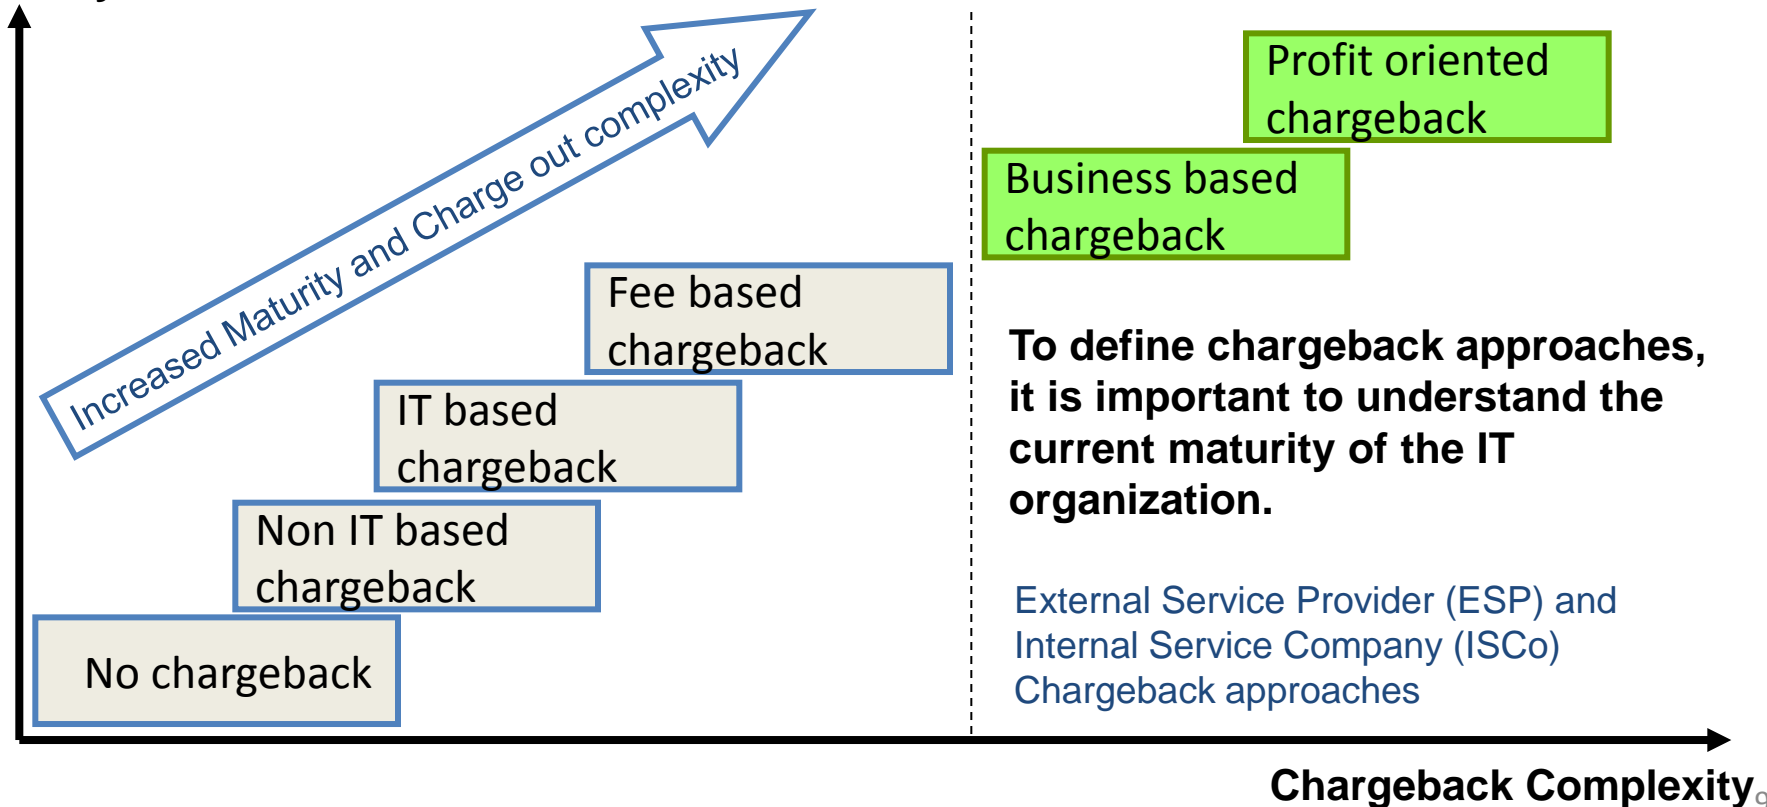 Increased Maturity and Charge out complexity
Profit oriented
chargeback
Business based
chargeback
Fee based
chargeback
IT based
chargeback
Non IT based
chargeback
No chargeback
To define chargeback approaches,
it is important to understand the
current maturity of the IT
organization.
External Service Provider (ESP) and
Internal Service Company (ISCo)
Chargeback approaches
Chargeback Complexity